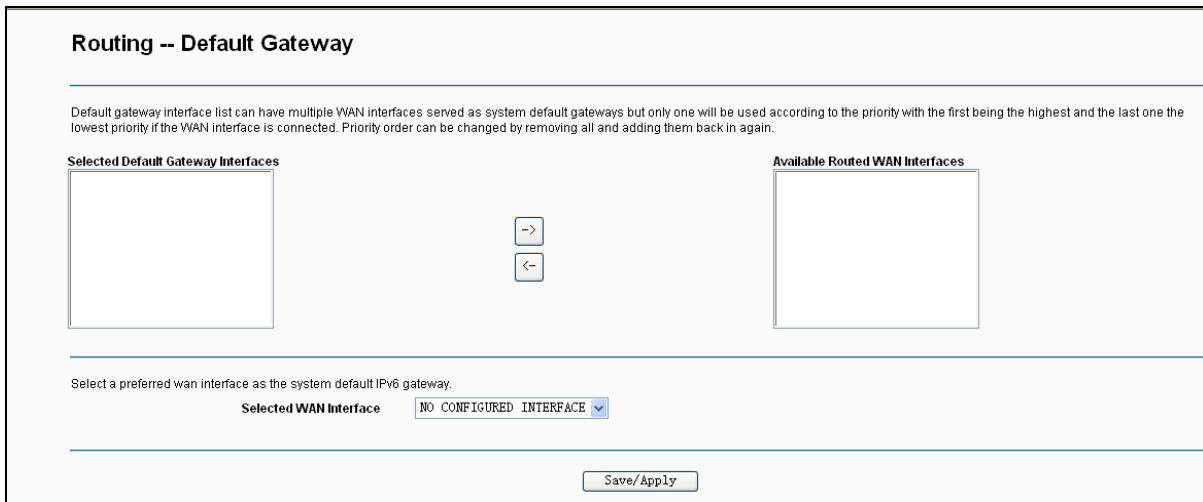 Routing -- Default Gateway
Default gateway interface list can have multiple WAN interfaces served as system default gateways but only one will be used according to the priority with the first being the highest and the last one the
lowest priority if the WAN interface is connected. Priority order can be changed by removing all and adding them back in again.
Selected Default Gateway Interfaces
Available Routed WAN Interfaces
->
<-
Select a preferred wan interface as the system default IPv6 gateway.
Selected WAN Interface NO CONFIGURED INTERFACE
Save/Apply